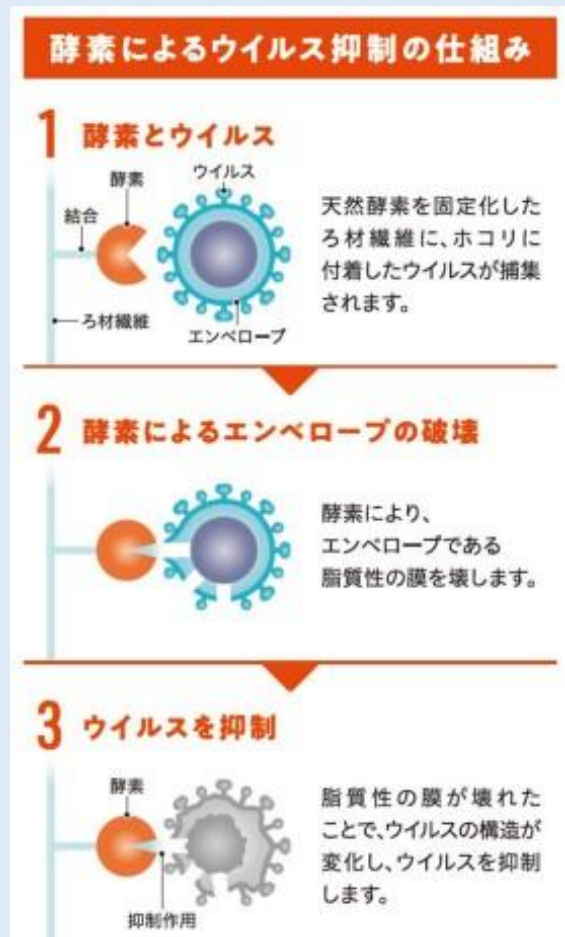 酵素によるウイルス抑制の仕組み
1 酵素とウイルス
酵素
ウイルス
結合
ろ材繊維
エンベロープ
天然酵素を固定化した
ろ材繊維に、ホコリに
付着したウイルスが捕集
されます。
2 酵素によるエンベロープの破壊
酵素により、
エンベロープである
脂質性の膜を壊します。
3 ウイルスを抑制
酵素
抑制作用
脂質性の膜が壊れた
ことで、ウイルスの構造が
変化し、ウイルスを抑制
します。